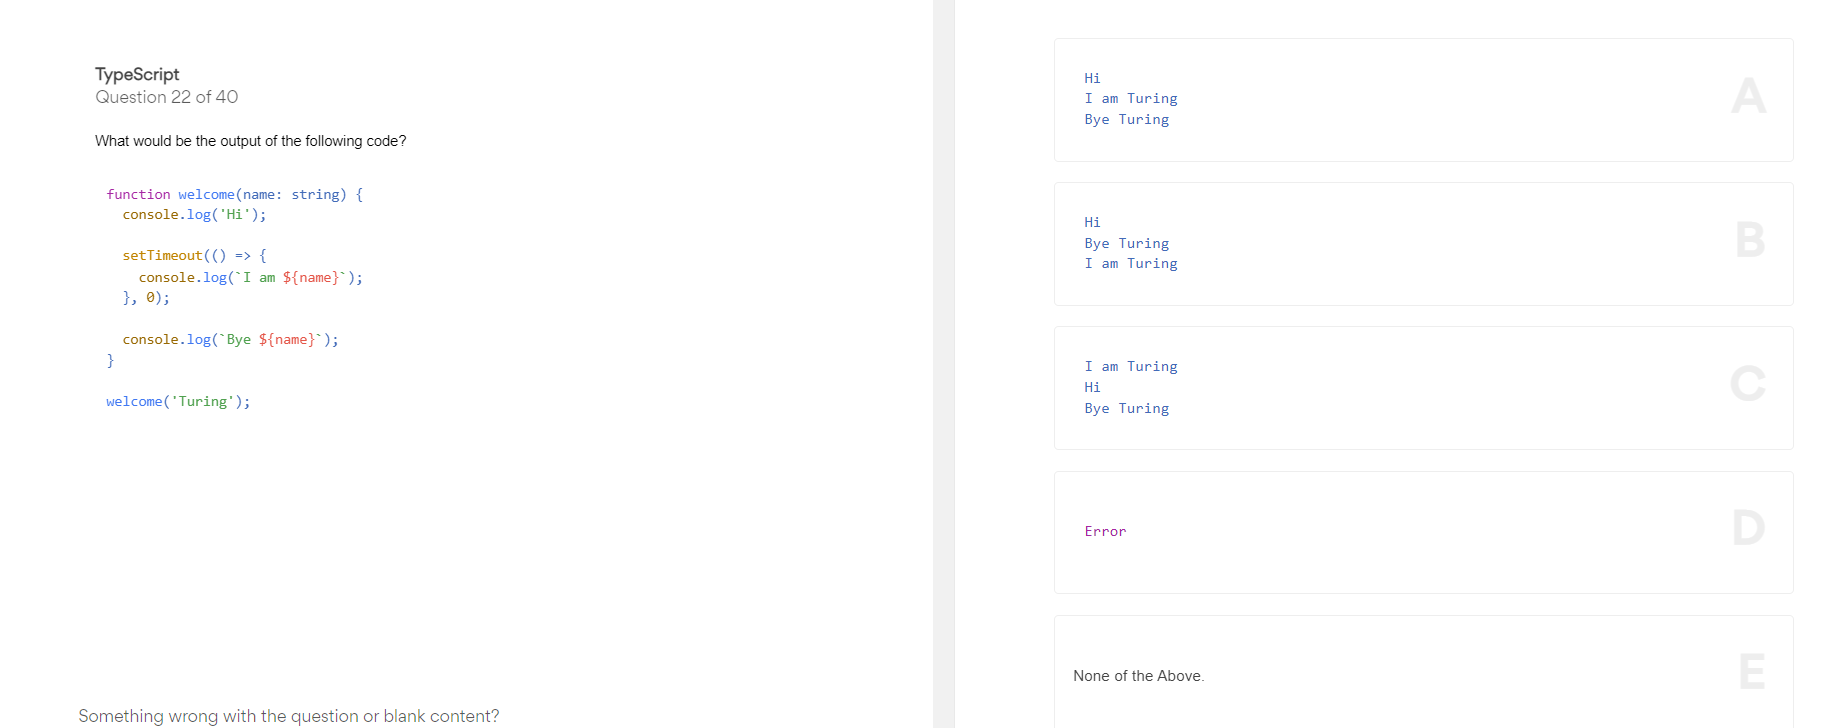 TypeScript
Question 22 of 40
What would be the output of the following code?
function welcome(name: string) {
console.log('Hi');
setTimeout(() => {
console.log(`I am ${name}`);
}, 0);
console.log(`Bye ${name}`);
}
welcome('Turing');
Something wrong with the question or blank content?
Hi
I am Turing
Bye Turing
A
Hi
Bye Turing
I am Turing
B
I am Turing
Hi
Bye Turing
C
Error
D
None of the Above.
E